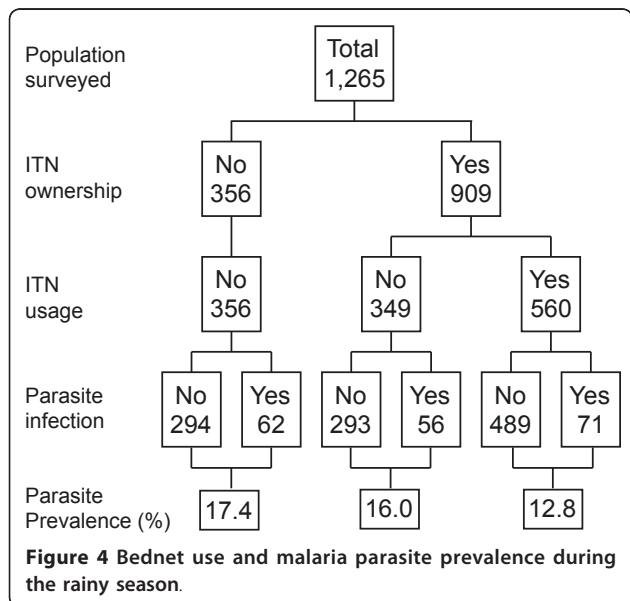 Population surveyed
Total
1,265
ITN ownership
No
356
Yes
909
ITN usage
No
356
No
349
Yes
560
Parasite infection
No
294
Yes
62
No
293
Yes
56
No
489
Yes
71
Parasite Prevalence (%)
17.4
16.0
12.8
Figure 4 Bednet use and malaria parasite prevalence during
the rainy season.